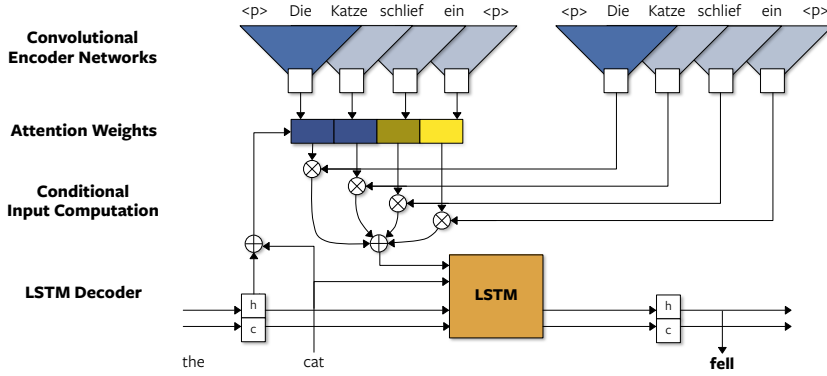 <p> Die Katze schlief ein <p>
<p> Die Katze schlief ein <p>
Convolutional
Encoder Networks
Attention Weights
Conditional
Input Computation
LSTM Decoder
LSTM
h
c
h
c
the
cat
fell